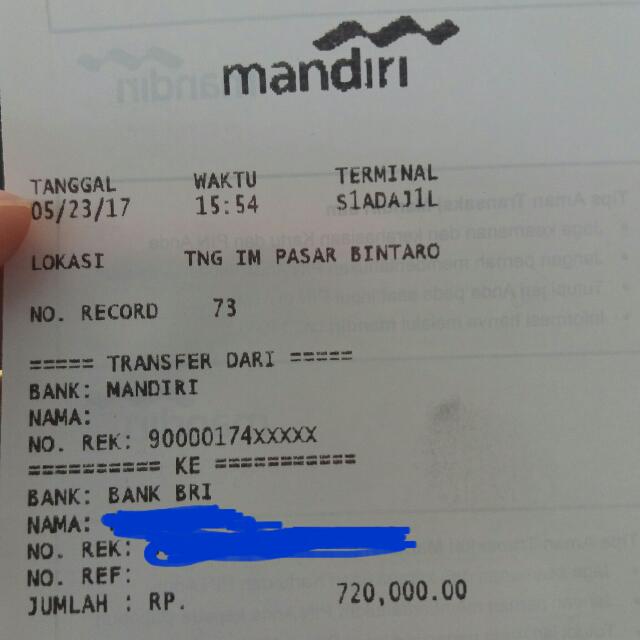 mandiri
TANGGAL WAKTU TERMINAL
05/23/17 15:54 S1ADAJ1L
LOKASI TNG IM PASAR BINTARO
NO. RECORD 73
===== TRANSFER DARI =====
BANK: MANDIRI
NAMA:
NO. REK: 90000174XXXXX
========== KE ===========
BANK: BANK BRI
NAMA:
NO. REK:
NO. REF:
JUMLAH : RP. 720,000.00